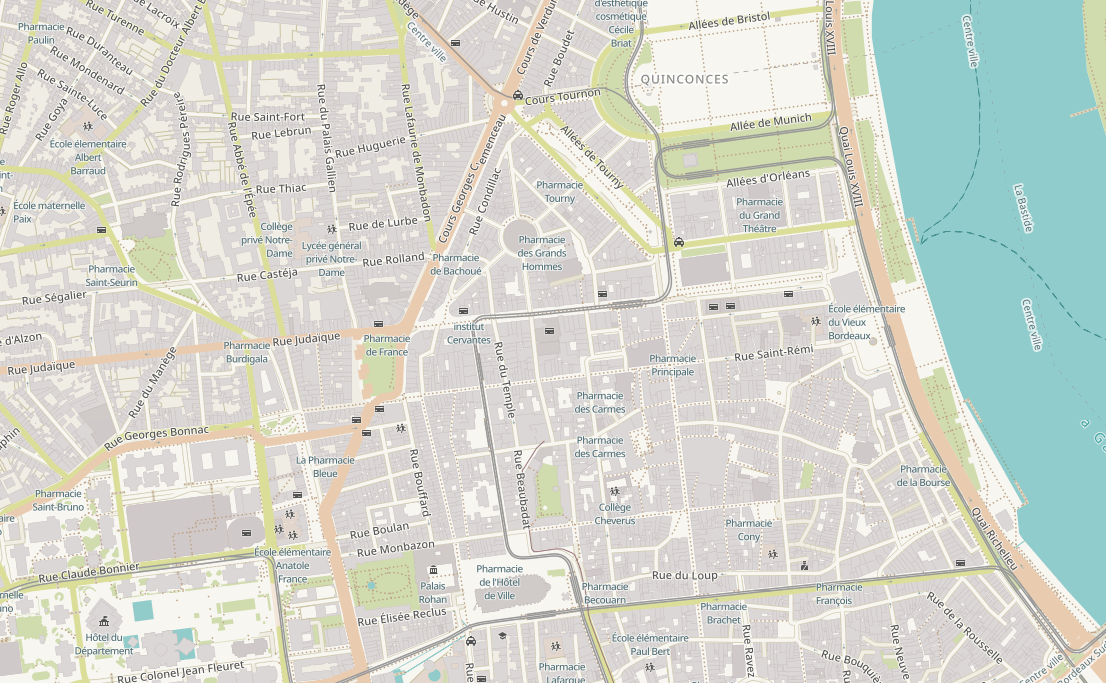 Rue Turenne
Rue Lacroix
Rue du Docteur Albert B
Pharmacie
Paulin
Rue Duranteau
Rue Mondenard
Rue Sainte-Luce
Rue Goya
Rue Roger Allo
École élémentaire
Albert
Barraud
École maternelle
Paix
Rue Rodrigues Péreire
Rue Saint-Fort
Rue Lebrun
Rue Abbé de l'Épée
Rue du Palais Gallien
Rue Huguerie
Rue Lafaurie de Monbadon
Rue Thiac
Rue de Lurbe
Rue Rolland
Rue Castéja
Collège
privé Notre-
Dame
Lycée général
privé Notre-
Dame
Pharmacie
Saint-Seurin
Rue Ségalier
e d'Alzon
Rue Judaïque
Rue Judaïque
Pharmacie
Burdigala
Rue du Manège
Rue Georges Bonnac
Centre ville
Rue Hustin
Cours de Verdun
Rue Boudet
d'esthétique
cosmétique
Cécile
Briat
Allées de Bristol
QUINCONCES
Cours Tournon
Cours Georges Clemenceau
Rue Condillac
Allées de Tourny
Pharmacie
Tourny
Allée de Munich
Allées d'Orléans
Pharmacie
du Grand
Théâtre
Louis XVIII
Quai Louis XVIII
Centre ville
La Bastide
Centre ville
Pharmacie
des Grands
Hommes
Pharmacie
de Bachoué
institut
Cervantes
Pharmacie
de France
École élémentaire
du Vieux
Bordeaux
Rue Saint-Rémi
Pharmacie
Principale
Pharmacie
des Carmes
Pharmacie
des Carmes
Rue du Temple
Rue Beaubadat
Rue Bouffard
La Pharmacie
Bleue
Pharmacie
Saint-Bruno
Collège
Cheverus
Pharmacie
Cony
Pharmacie
de la Bourse
Quai Richelieu
Rue Boulan
Rue Monbazon
École élémentaire
Anatole
France
Rue Claude Bonnier
Palais
Rohan
Pharmacie
de l'Hôtel
de Ville
Rue Élisée Reclus
Hôtel du
Département
Rue Colonel Jean Fleuret
Pharmacie
Becouarn
Rue du Loup
Pharmacie
François
Pharmacie
Brachet
École élémentaire
Paul Bert
Pharmacie
Lafargue
Rue Ravez
Rue
Rue Bouquiè
Rue Neuve
Rue de la Rousselle
Centre ville